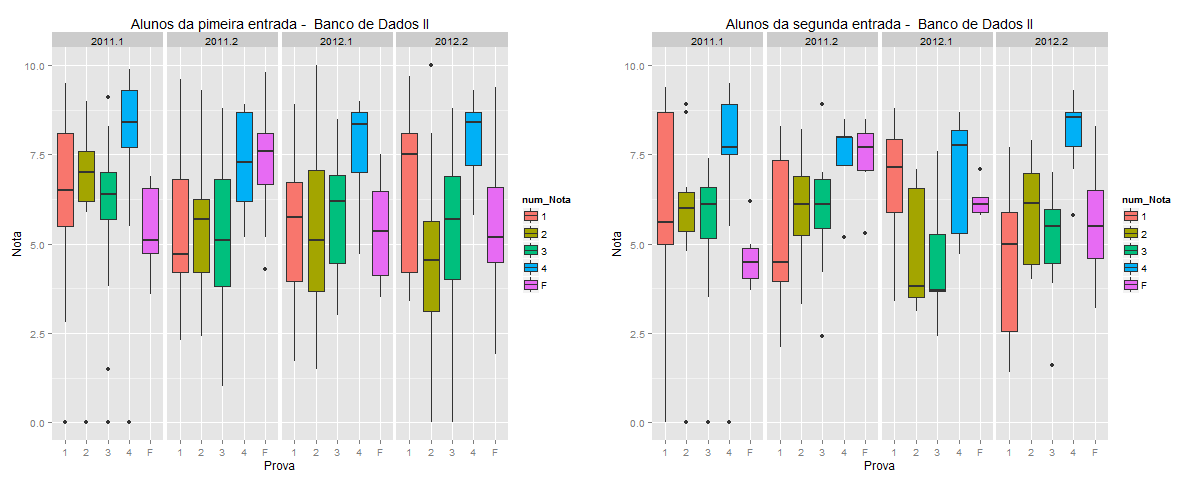 Alunos da pimeira entrada - Banco de Dados II
2011.1 2011.2 2012.1 2012.2
10.0
7.5
5.0
2.5
0.0
Nota
1 2 3 4 F 1 2 3 4 F 1 2 3 4 F 1 2 3 4 F
Prova
num_Nota
1
2
3
4
F
Alunos da segunda entrada - Banco de Dados II
2011.1 2011.2 2012.1 2012.2
10.0
7.5
5.0
2.5
0.0
Nota
1 2 3 4 F 1 2 3 4 F 1 2 3 4 F 1 2 3 4 F
Prova
num_Nota
1
2
3
4
F